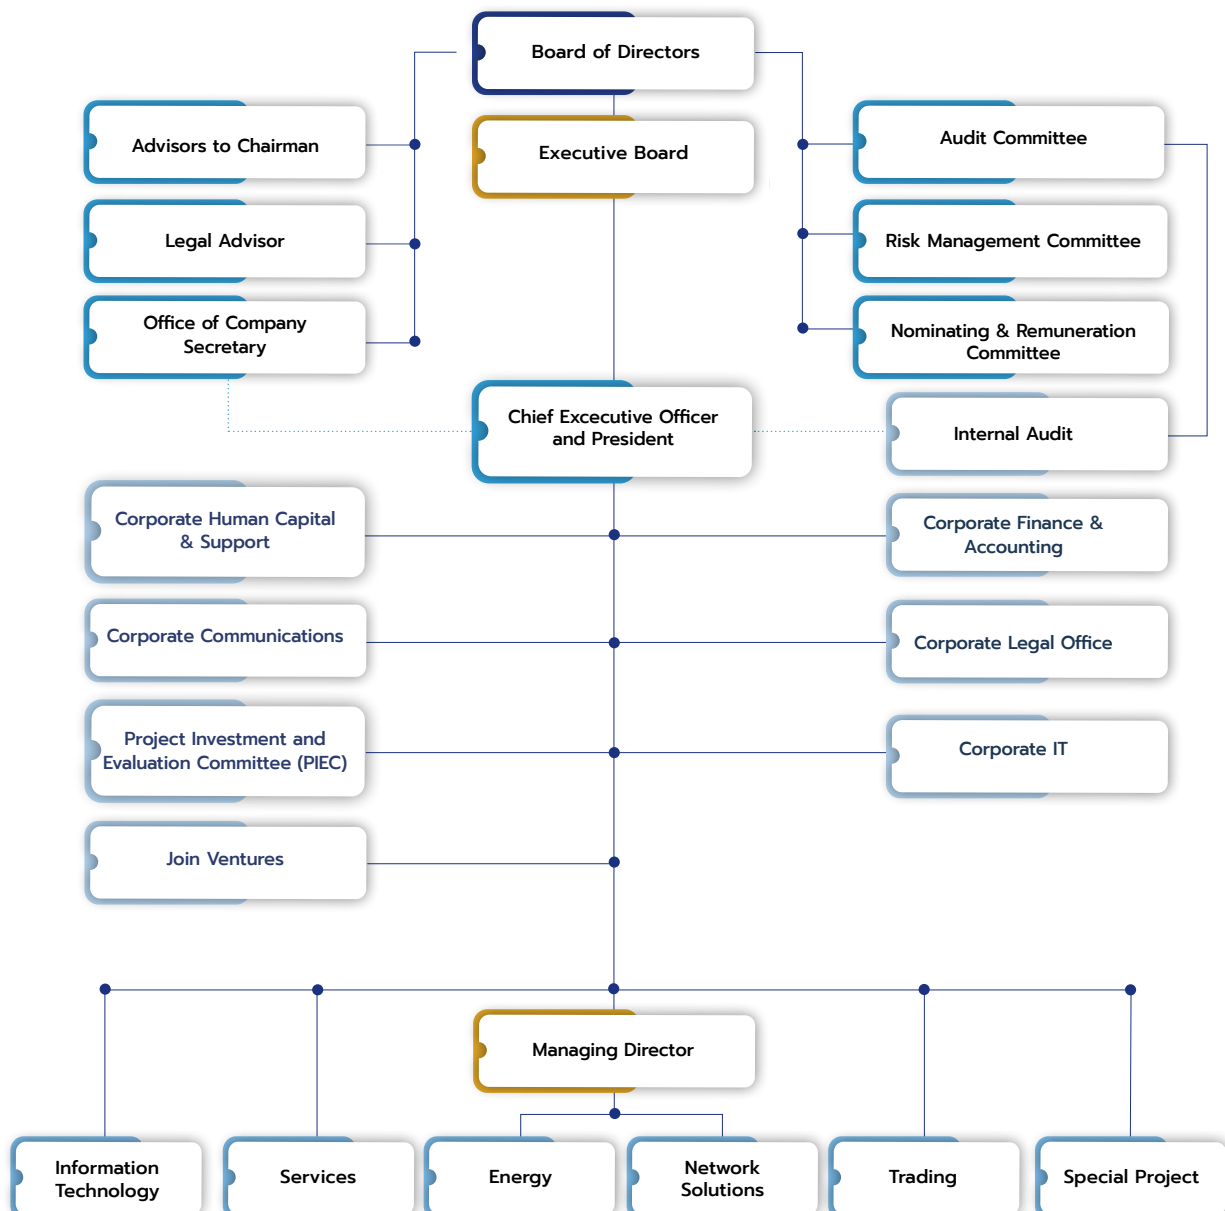 Board of Directors
Advisors to Chairman
Executive Board
Audit Committee
Legal Advisor
Risk Management Committee
Office of Company
Secretary
Nominating & Remuneration
Committee
Chief Excecutive Officer
and President
Internal Audit
Corporate Human Capital
& Support
Corporate Finance &
Accounting
Corporate Communications
Corporate Legal Office
Project Investment and
Evaluation Committee (PIEC)
Corporate IT
Join Ventures
Managing Director
Information
Technology
Services
Energy
Network
Solutions
Trading
Special Project